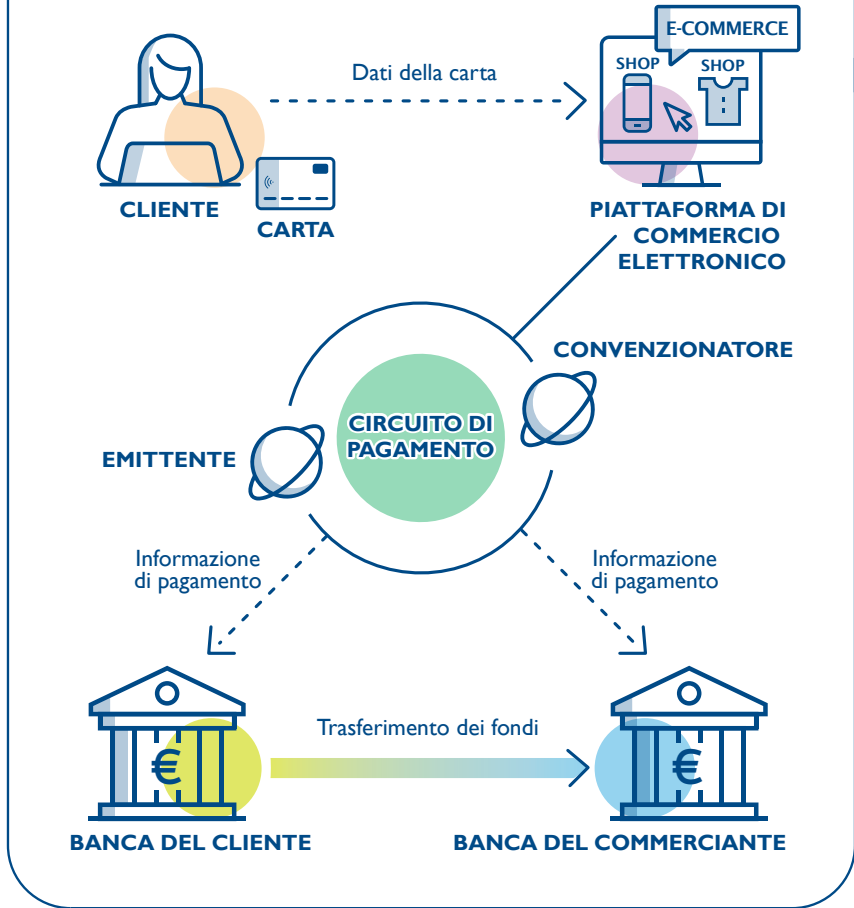 E-COMMERCE
SHOP
SHOP
Dati della carta
CLIENTE
CARTA
PIATTAFORMA DI
COMMERCIO
ELETTRONICO
CONVENZIONATORE
CIRCUITO DI
PAGAMENTO
EMITTENTE
Informazione
di pagamento
Informazione
di pagamento
Trasferimento dei fondi
€
€
BANCA DEL CLIENTE
BANCA DEL COMMERCIANTE